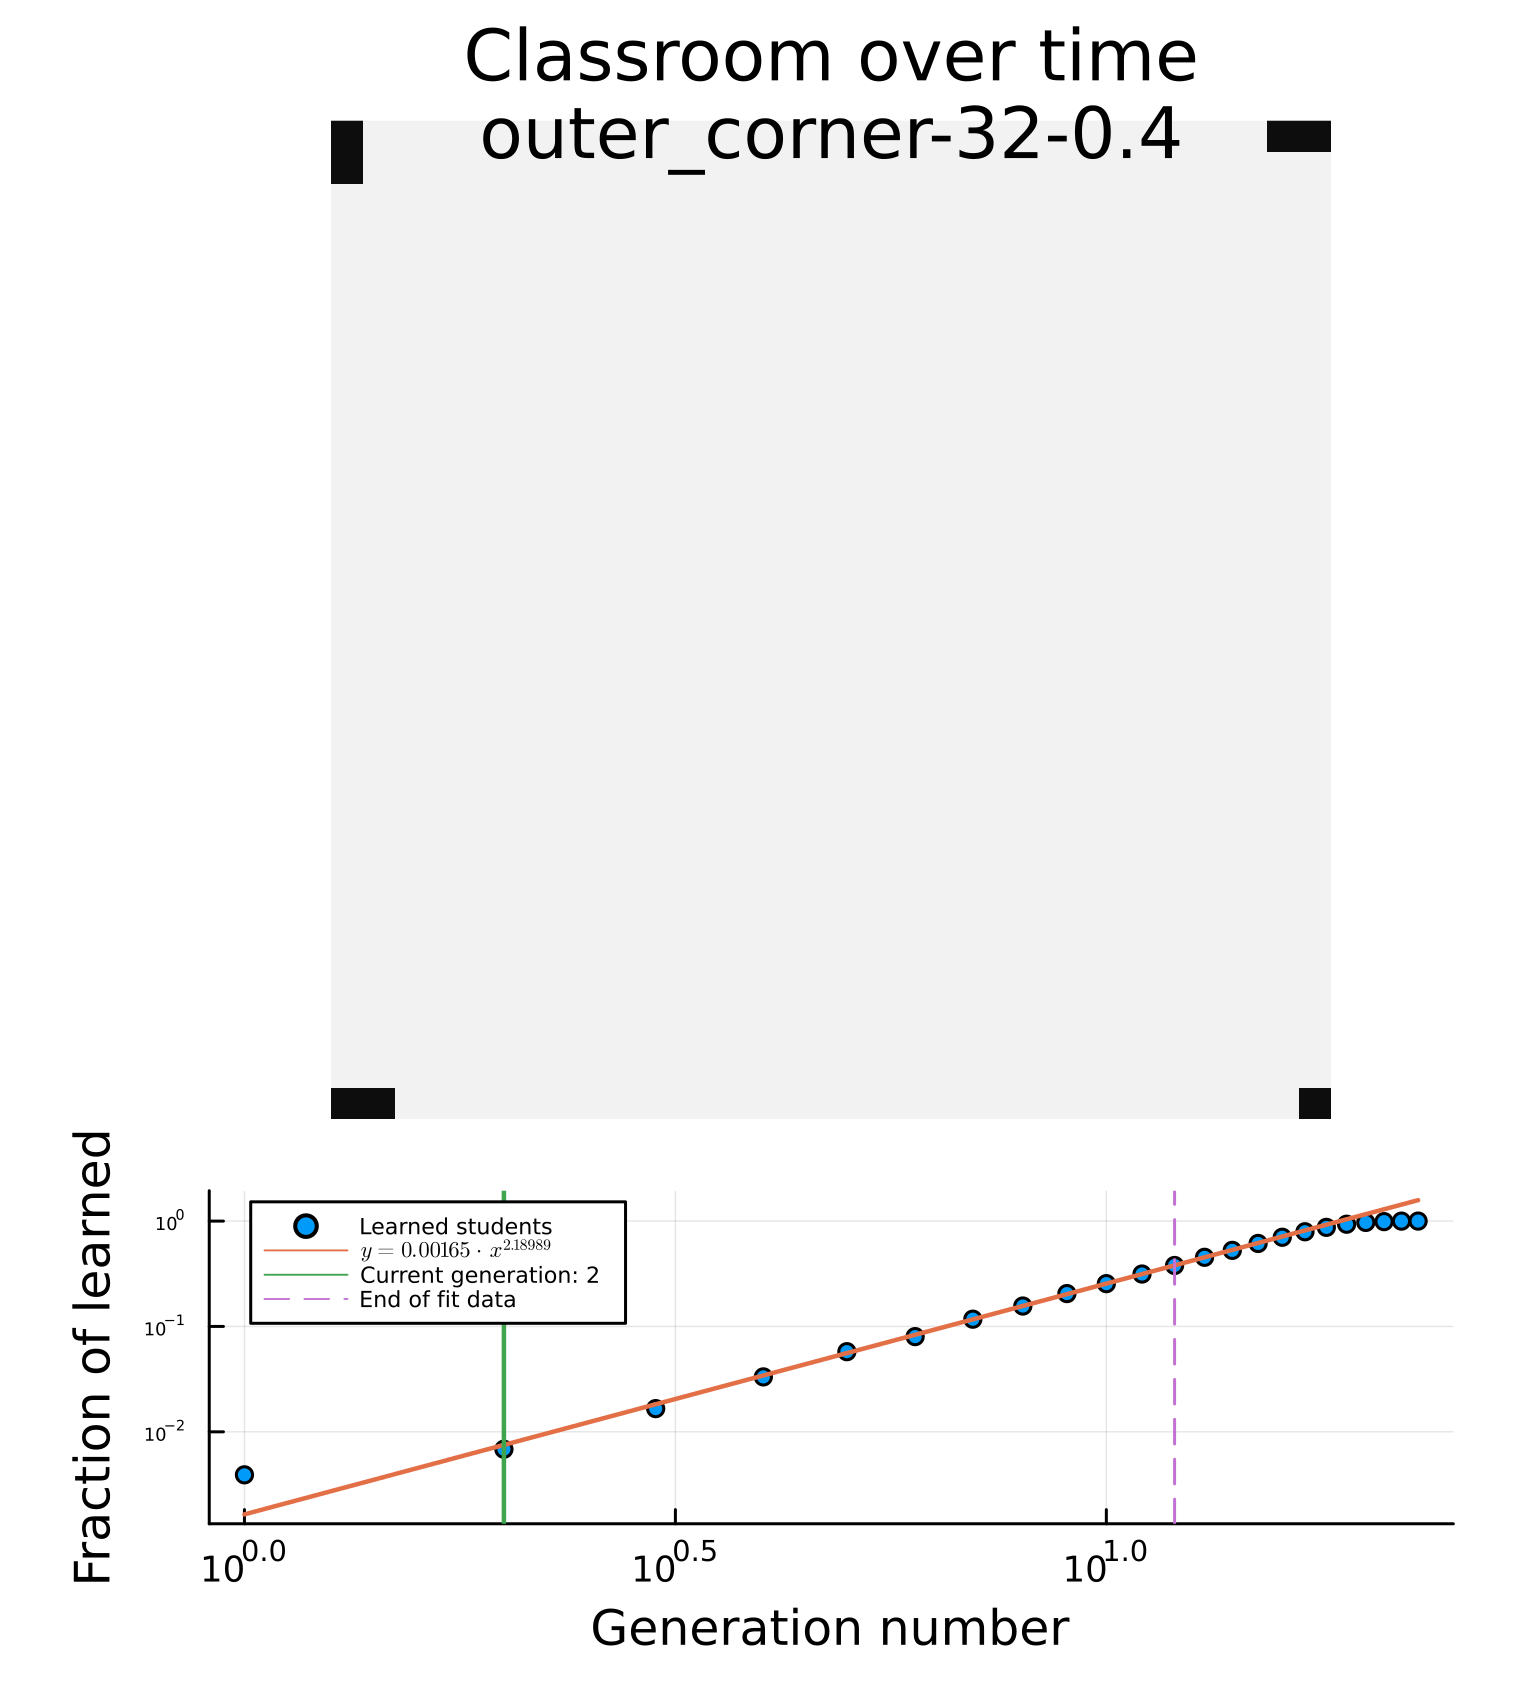 Classroom over time
outer_corner-32-0.4
Fraction of learned
10^0
10^−1
10^−2
Learned students
y = 0.00165 · x^2.18989
Current generation: 2
End of fit data
10^0.0 10^0.5 10^1.0
Generation number